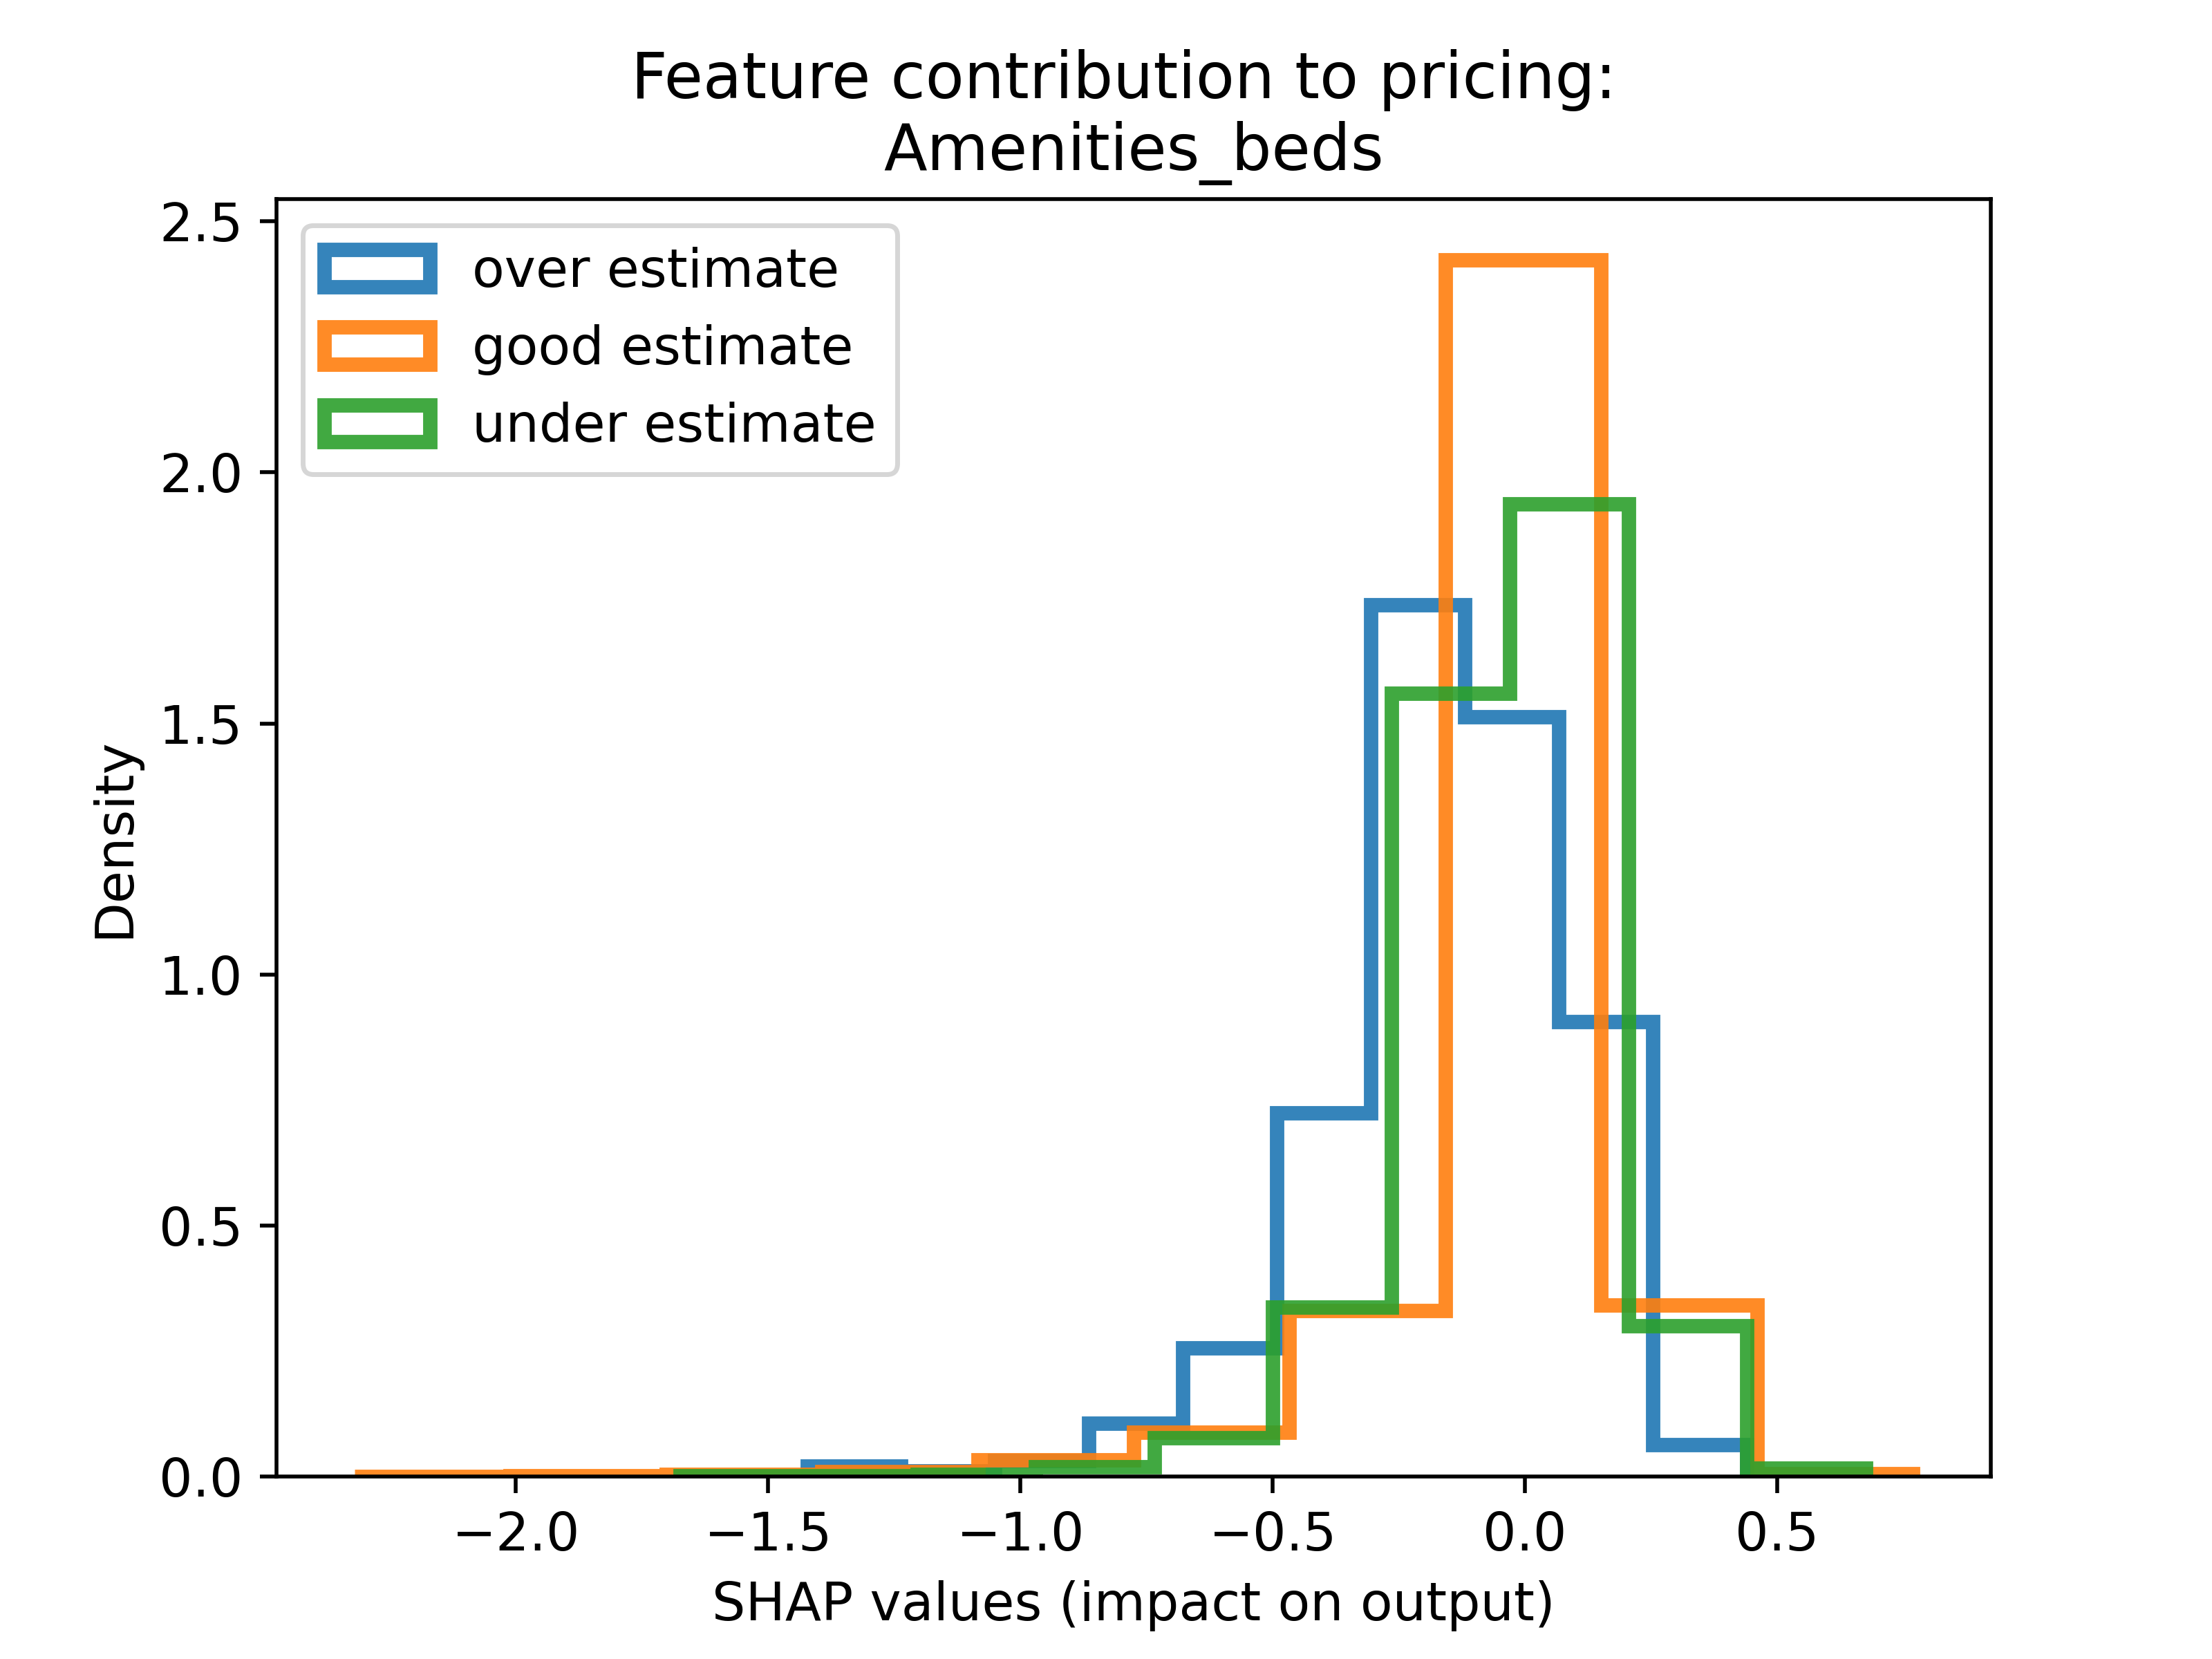 Feature contribution to pricing:
Amenities_beds
over estimate
good estimate
under estimate
2.5
2.0
1.5
1.0
0.5
0.0
Density
−2.0 −1.5 −1.0 −0.5 0.0 0.5
SHAP values (impact on output)